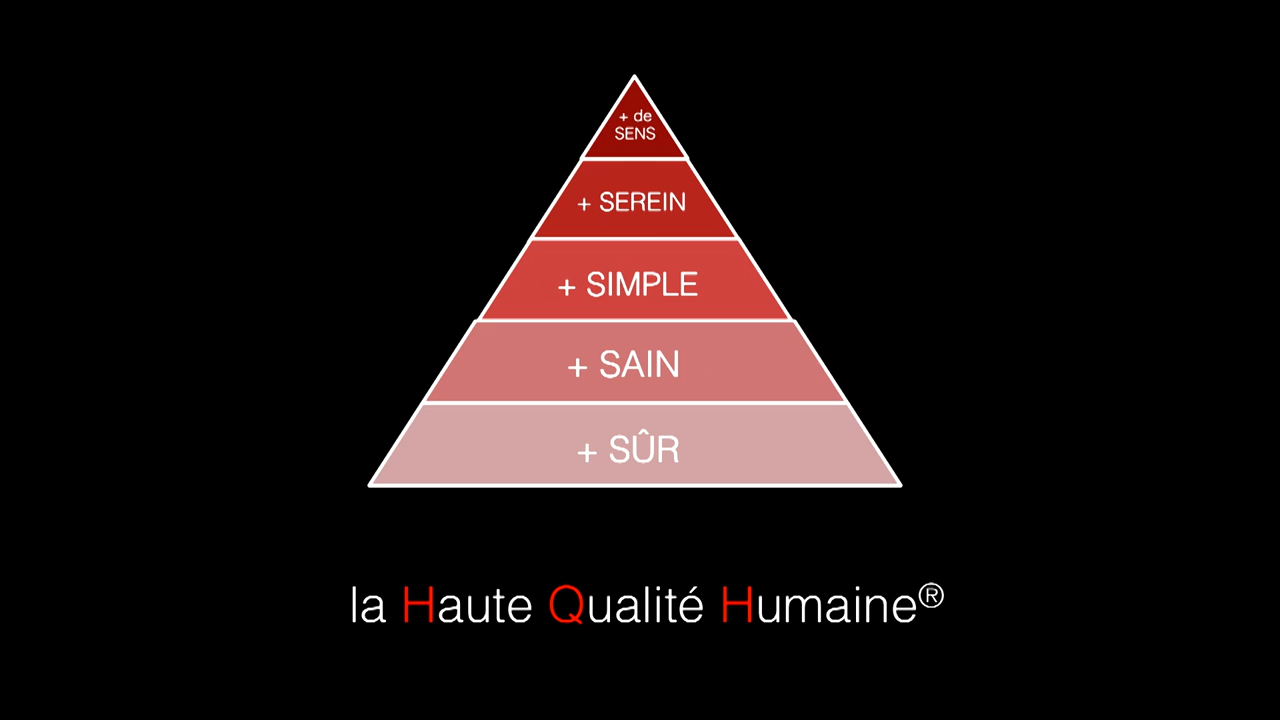 + de
SENS
+ SEREIN
+ SIMPLE
+ SAIN
+ SÛR
la Haute Qualité Humaine®